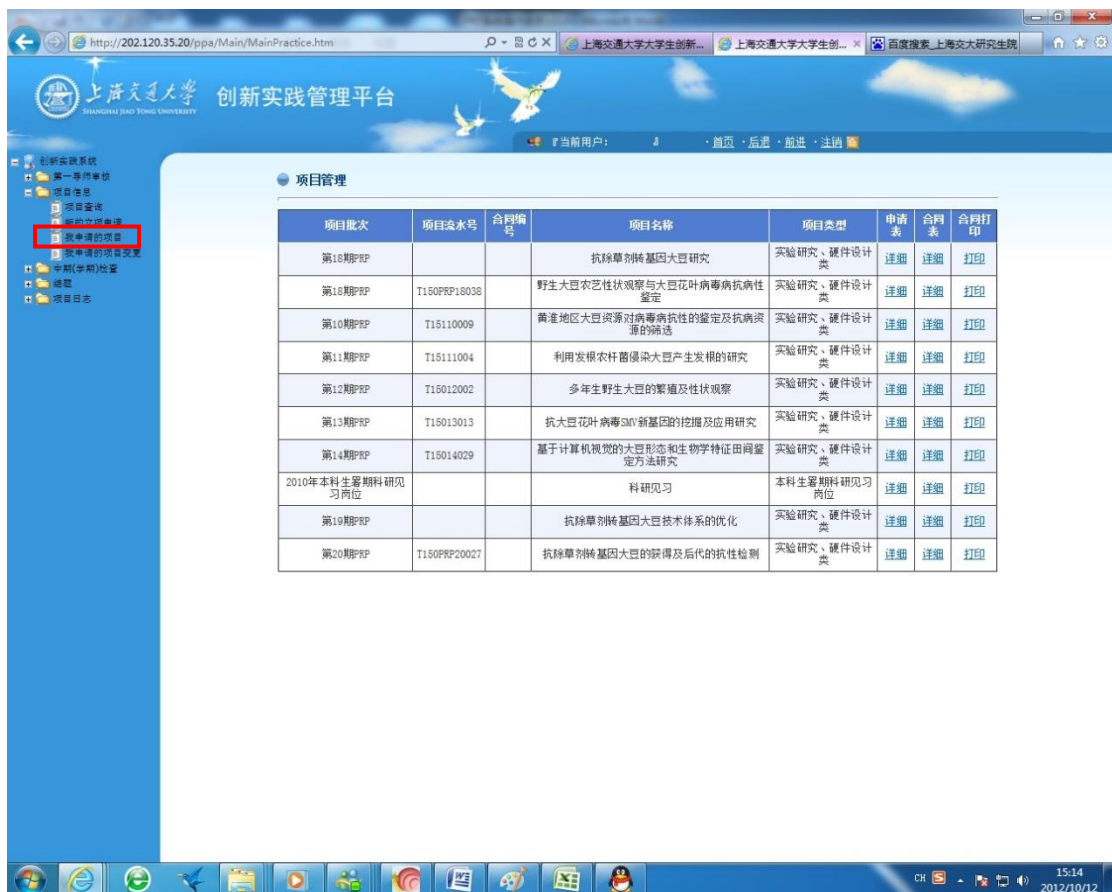 http://202.120.35.20/ppa/Main/MainPractice.htm
上海交通大学大学生创新...
上海交通大学大学生创...
百度搜索_上海交大研究生院
上海交通大学
SHANGHAI JIAO TONG UNIVERSITY
创新实践管理平台
『当前用户: 』 ·首页 ·后退 ·前进 ·注销
创新实践系统
第一导师审核
项目信息
项目查询
新的立项申请
我申请的项目
我申请的项目变更
中期(学期)检查
结题
项目日志
项目管理
项目批次 项目流水号 合同编号 项目名称 项目类型 申请表 合同表 合同打印
第18期PRP 抗除草剂转基因大豆研究 实验研究、硬件设计类 详细 详细 打印
第18期PRP T150PRP18038 野生大豆农艺性状观察与大豆花叶病毒病抗病性鉴定 实验研究、硬件设计类 详细 详细 打印
第10期PRP T15110009 黄淮地区大豆资源对病毒病抗性的鉴定及抗病资源的筛选 实验研究、硬件设计类 详细 详细 打印
第11期PRP T15111004 利用发根农杆菌侵染大豆产生发根的研究 实验研究、硬件设计类 详细 详细 打印
第12期PRP T15012002 多年生野生大豆的繁殖及性状观察 实验研究、硬件设计类 详细 详细 打印
第13期PRP T15013013 抗大豆花叶病毒SMV新基因的挖掘及应用研究 实验研究、硬件设计类 详细 详细 打印
第14期PRP T15014029 基于计算机视觉的大豆形态和生物学特征田间鉴定方法研究 实验研究、硬件设计类 详细 详细 打印
2010年本科生署期科研见习岗位 科研见习 本科生署期科研见习岗位 详细 详细 打印
第19期PRP 抗除草剂转基因大豆技术体系的优化 实验研究、硬件设计类 详细 详细 打印
第20期PRP T150PRP20027 抗除草剂转基因大豆的获得及后代的抗性检测 实验研究、硬件设计类 详细 详细 打印
CH
15:14
2012/10/12